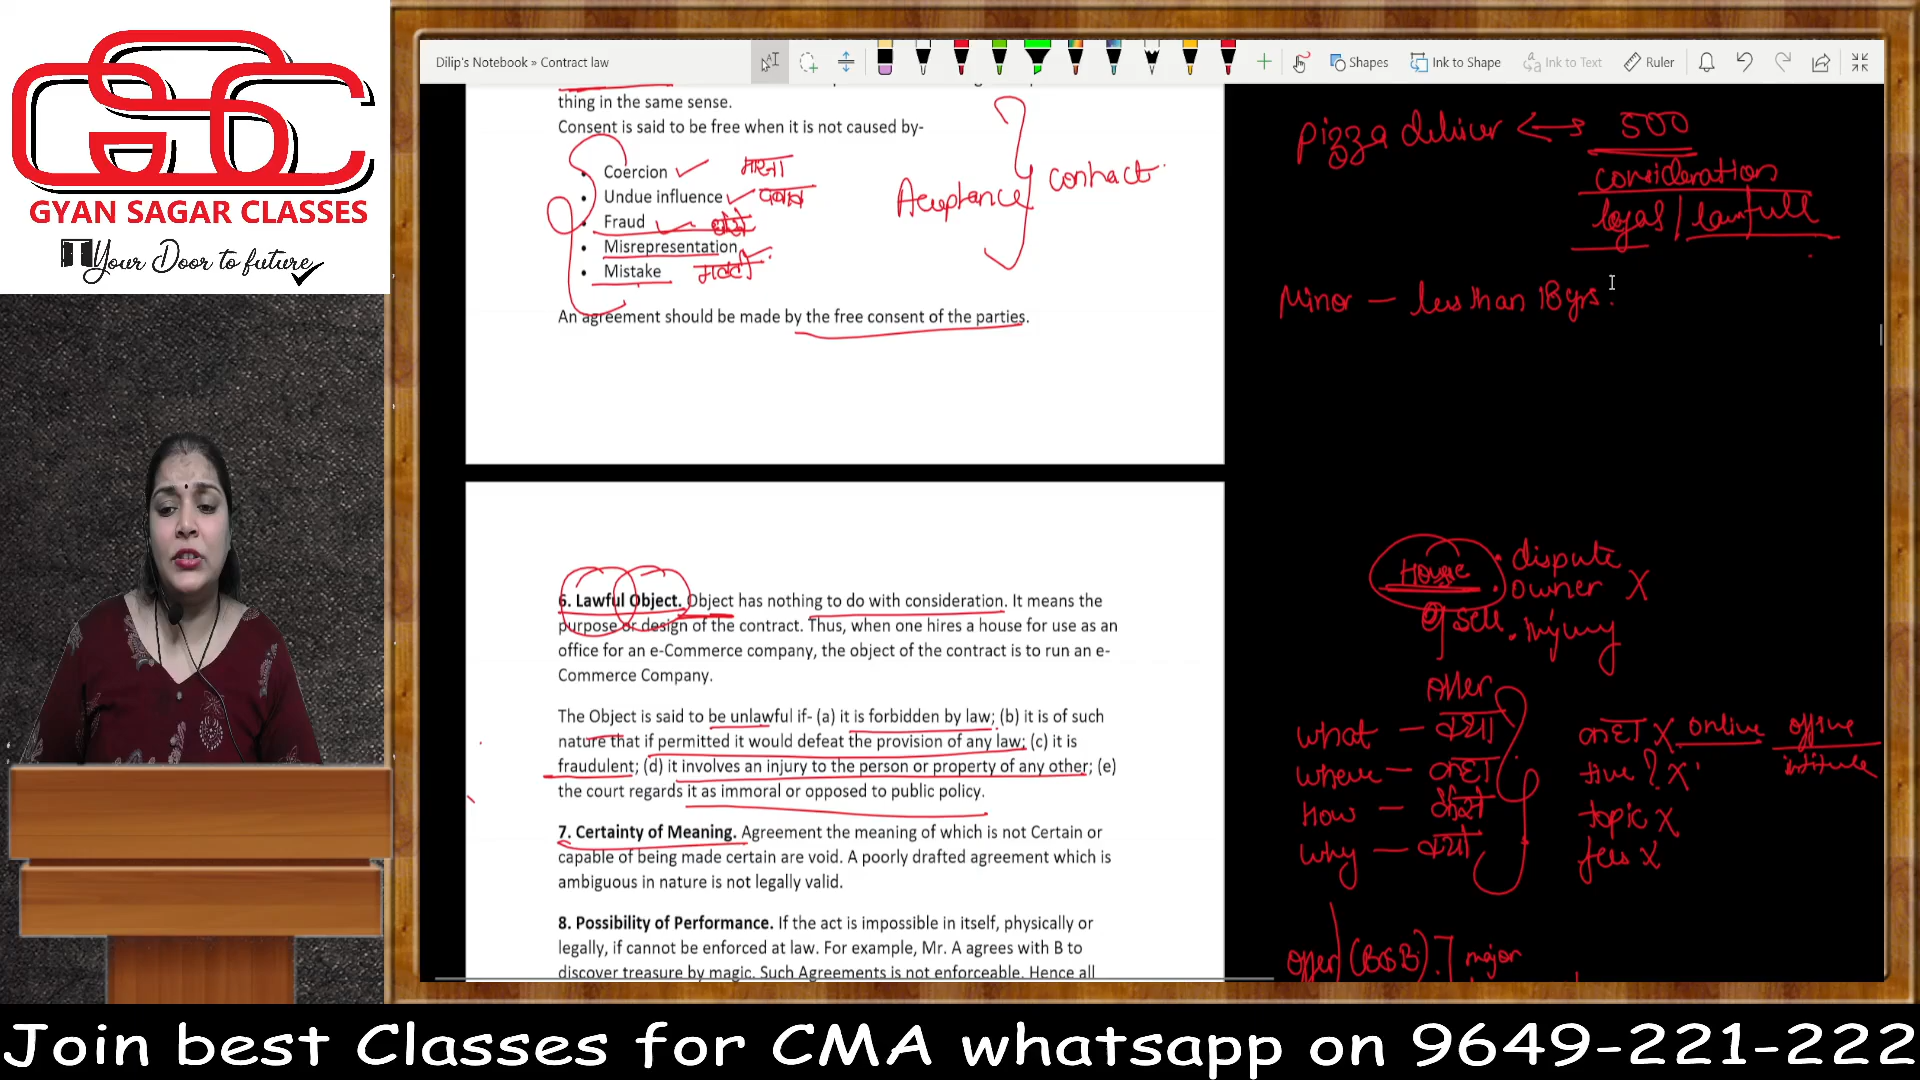 GSC
GYAN SAGAR CLASSES
Your Door to future
Dilip's Notebook » Contract law
Shapes
Ink to Shape
Ink to Text
Ruler
thing in the same sense.
Consent is said to be free when it is not caused by-
• Coercion मारना
• Undue influence दबाव
• Fraud
• Misrepresentation
• Mistake गलती
Acceptance contract
An agreement should be made by the free consent of the parties.
6. Lawful Object. Object has nothing to do with consideration. It means the
purpose or design of the contract. Thus, when one hires a house for use as an
office for an e-Commerce company, the object of the contract is to run an e-
Commerce Company.
The Object is said to be unlawful if- (a) it is forbidden by law; (b) it is of such
nature that if permitted it would defeat the provision of any law; (c) it is
fraudulent; (d) it involves an injury to the person or property of any other; (e)
the court regards it as immoral or opposed to public policy.
7. Certainty of Meaning. Agreement the meaning of which is not Certain or
capable of being made certain are void. A poorly drafted agreement which is
ambiguous in nature is not legally valid.
8. Possibility of Performance. If the act is impossible in itself, physically or
legally, if cannot be enforced at law. For example, Mr. A agrees with B to
discover treasure by magic. Such Agreements is not enforceable. Hence all
pizza deliver 500
consideration
legal / lawfull
Minor — less than 18 yrs.
House dispute
owner X
sell injury
offer
what — क्या
where — कहा
How — कैसे
why — क्यों
कहा X online offline
time ? X institute
topic X
fees X
offer (BOSB). major
Join best Classes for CMA whatsapp on 9649-221-222